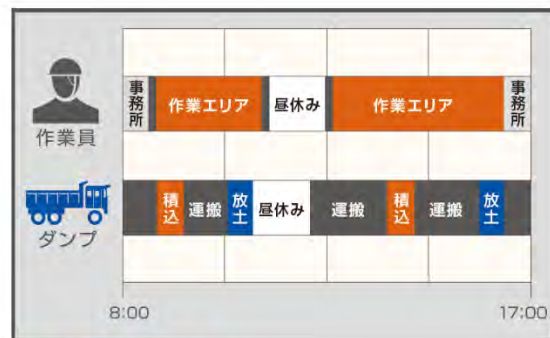 事務所
作業エリア
昼休み
作業エリア
事務所
作業員
積込
運搬
放土
昼休み
運搬
積込
運搬
放土
ダンプ
8:00
17:00